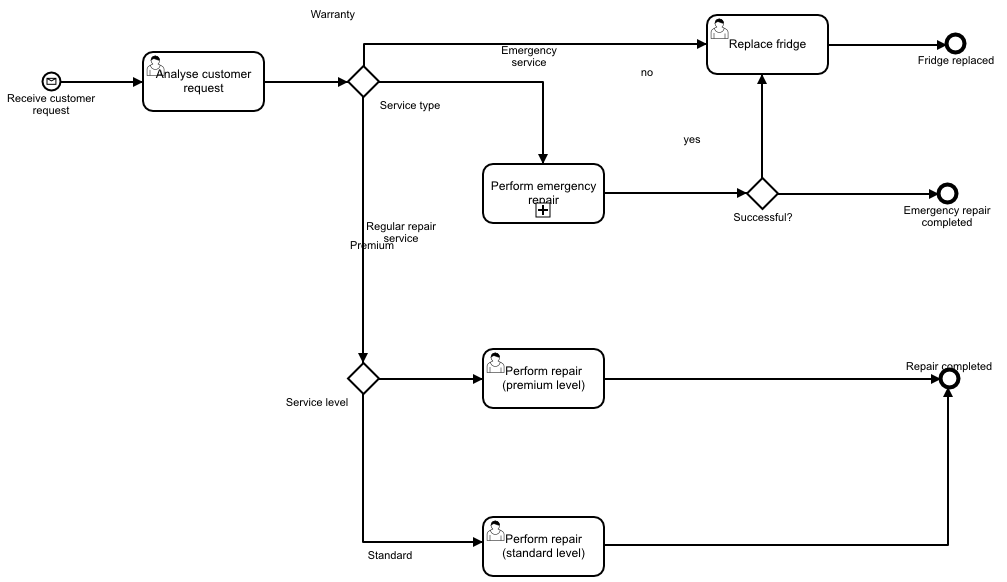 Warranty
Emergency
service
Replace fridge
Fridge replaced
no
Analyse customer
request
Receive customer
request
Service type
yes
Perform emergency
repair
Successful?
Emergency repair
completed
Regular repair
service
Premium
Repair completed
Perform repair
(premium level)
Service level
Perform repair
(standard level)
Standard